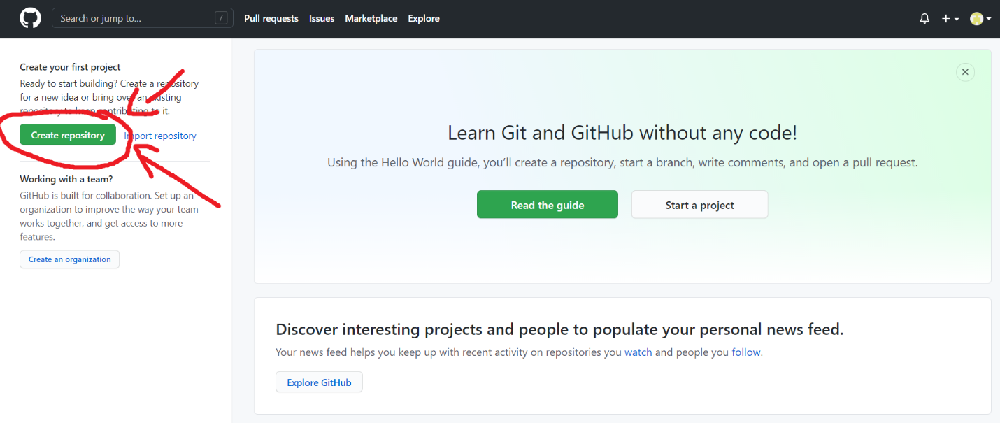 Search or jump to... /
Pull requests Issues Marketplace Explore
Create your first project
Ready to start building? Create a repository
for a new idea or bring over an existing
repository to keep contributing to it.
Create repository Import repository
Working with a team?
GitHub is built for collaboration. Set up an
organization to improve the way your team
works together, and get access to more
features.
Create an organization
Learn Git and GitHub without any code!
Using the Hello World guide, you’ll create a repository, start a branch, write comments, and open a pull request.
Read the guide Start a project
Discover interesting projects and people to populate your personal news feed.
Your news feed helps you keep up with recent activity on repositories you watch and people you follow.
Explore GitHub